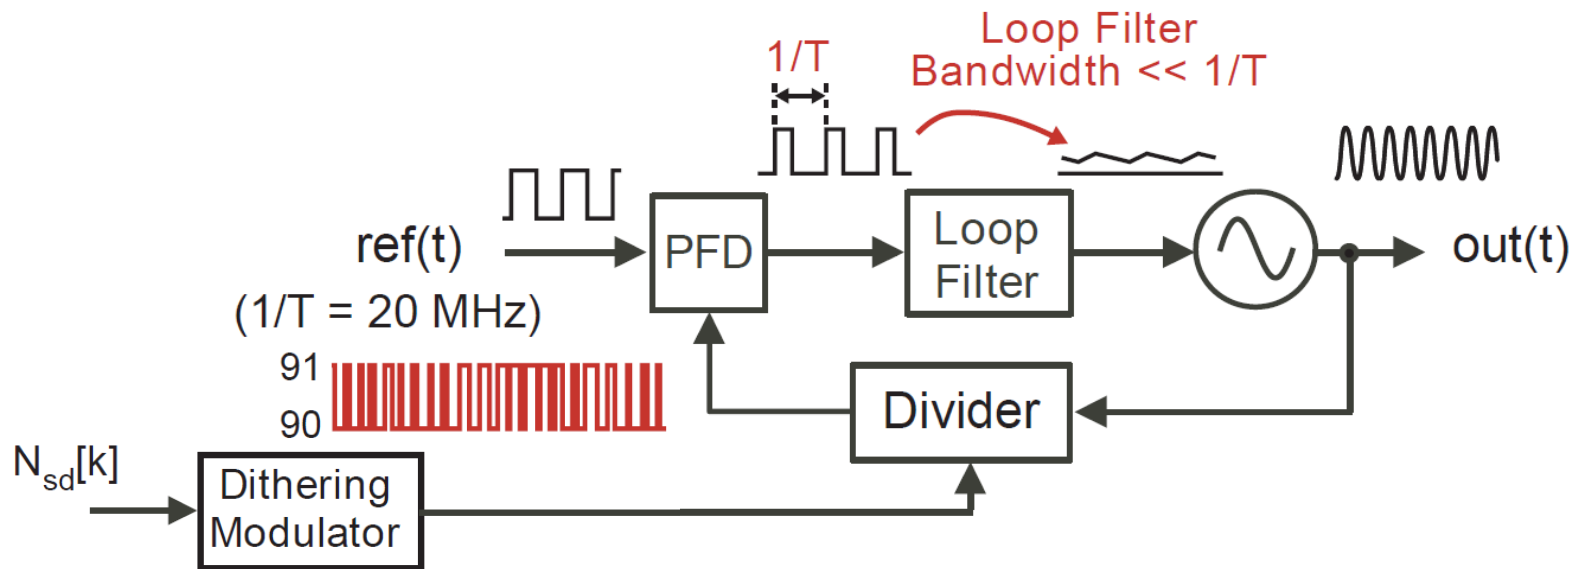 Loop Filter
Bandwidth << 1/T
1/T
ref(t)
(1/T = 20 MHz)
PFD
Loop
Filter
out(t)
91
90
Divider
N_sd[k]
Dithering
Modulator